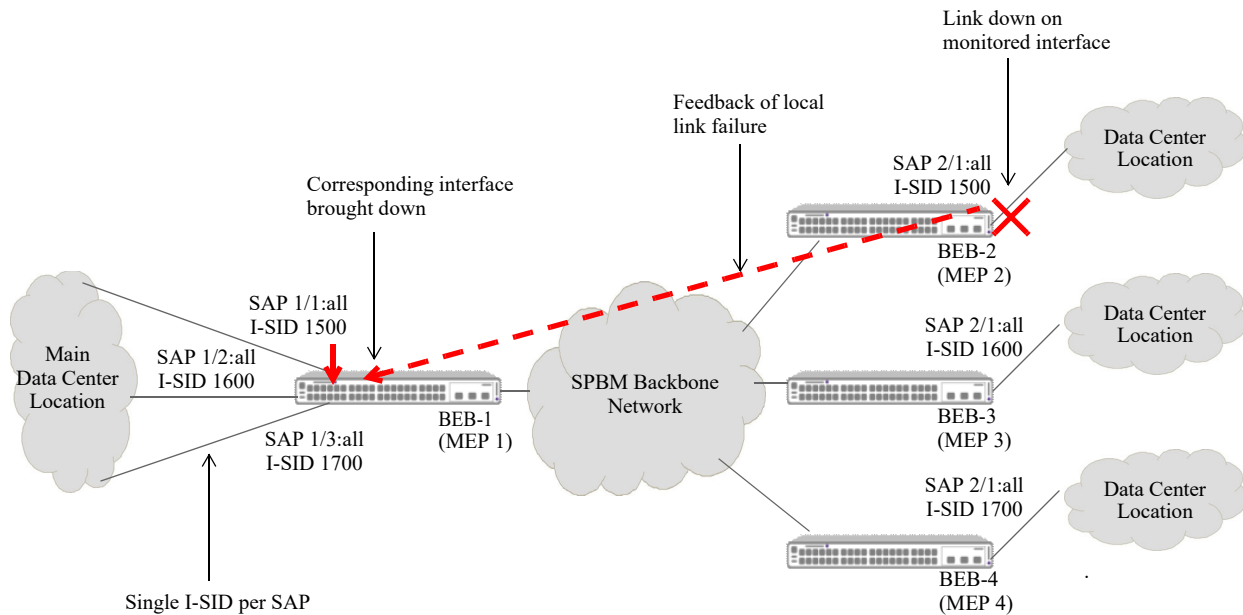 Link down on
monitored interface
Feedback of local
link failure
Data Center
Location
SAP 2/1:all
I-SID 1500
Corresponding interface
brought down
BEB-2
(MEP 2)
SAP 1/1:all
I-SID 1500
Main
Data Center
Location
SAP 1/2:all
I-SID 1600
SPBM Backbone
Network
SAP 2/1:all
I-SID 1600
Data Center
Location
BEB-1
(MEP 1)
BEB-3
(MEP 3)
SAP 1/3:all
I-SID 1700
SAP 2/1:all
I-SID 1700
Data Center
Location
BEB-4
(MEP 4)
Single I-SID per SAP